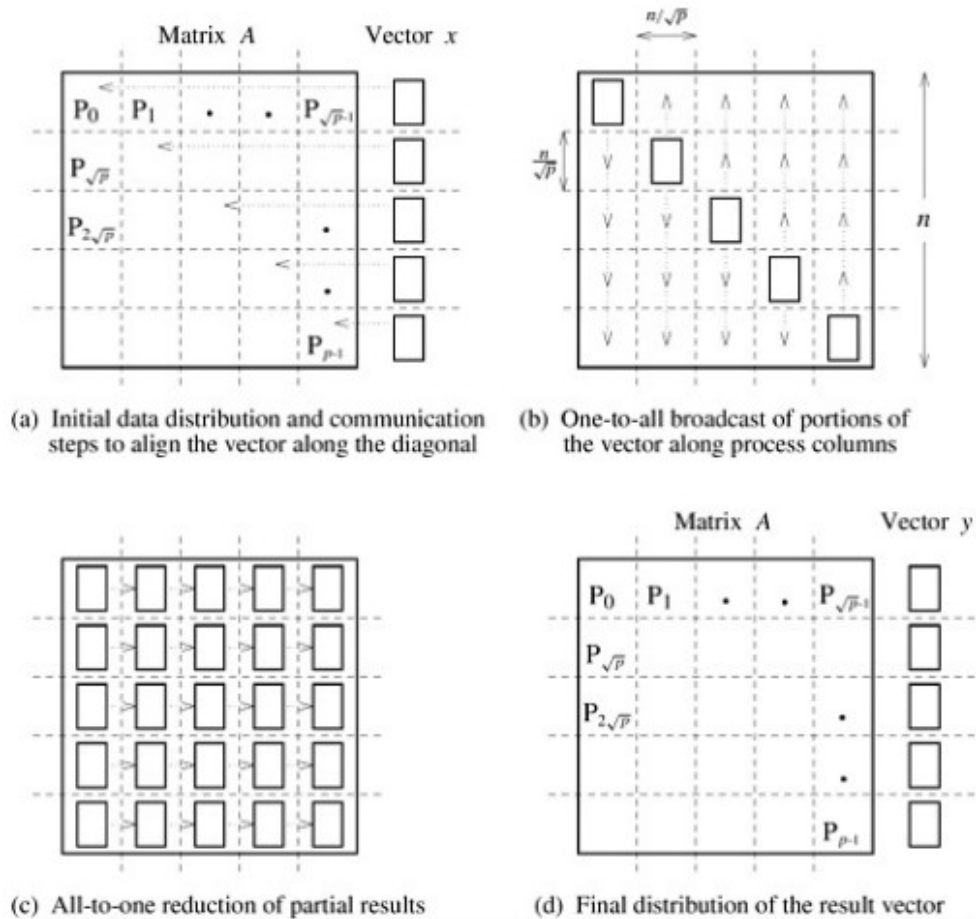 Matrix A
Vector x
P₀ P₁ P√p-1
P√p
P2√p
Pp-1
(a) Initial data distribution and communication
steps to align the vector along the diagonal
n/√p
n/√p
n
(b) One-to-all broadcast of portions of
the vector along process columns
(c) All-to-one reduction of partial results
Matrix A
Vector y
P₀ P₁ P√p-1
P√p
P2√p
Pp-1
(d) Final distribution of the result vector